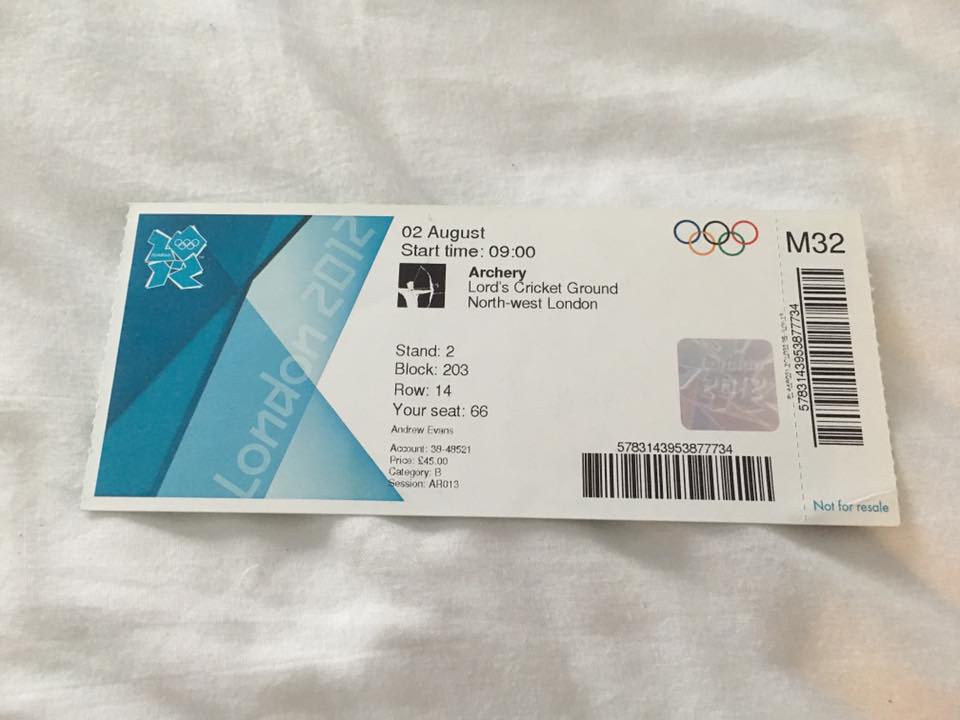 London 2012
02 August
Start time: 09:00
Archery
Lord's Cricket Ground
North-west London
Stand: 2
Block: 203
Row: 14
Your seat: 66
Andrew Evans
Account: 38-48521
Price: £45.00
Category: B
Session: AR013
5783143953877734
M32
5783143953877734
Not for resale